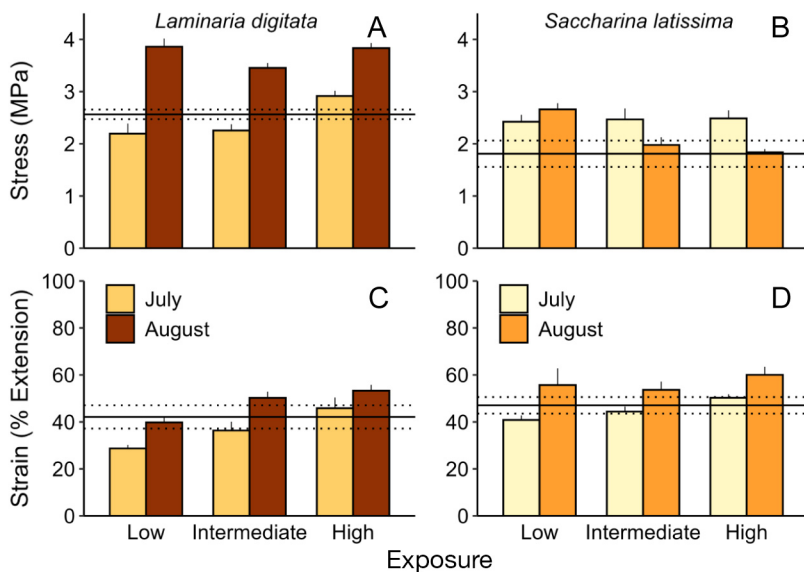 Laminaria digitata
A
Saccharina latissima
B
Stress (MPa)
4
3
2
1
0
4
3
2
1
0
C
July
August
D
July
August
Strain (% Extension)
100
80
60
40
20
0
100
80
60
40
20
0
Low Intermediate High
Low Intermediate High
Exposure